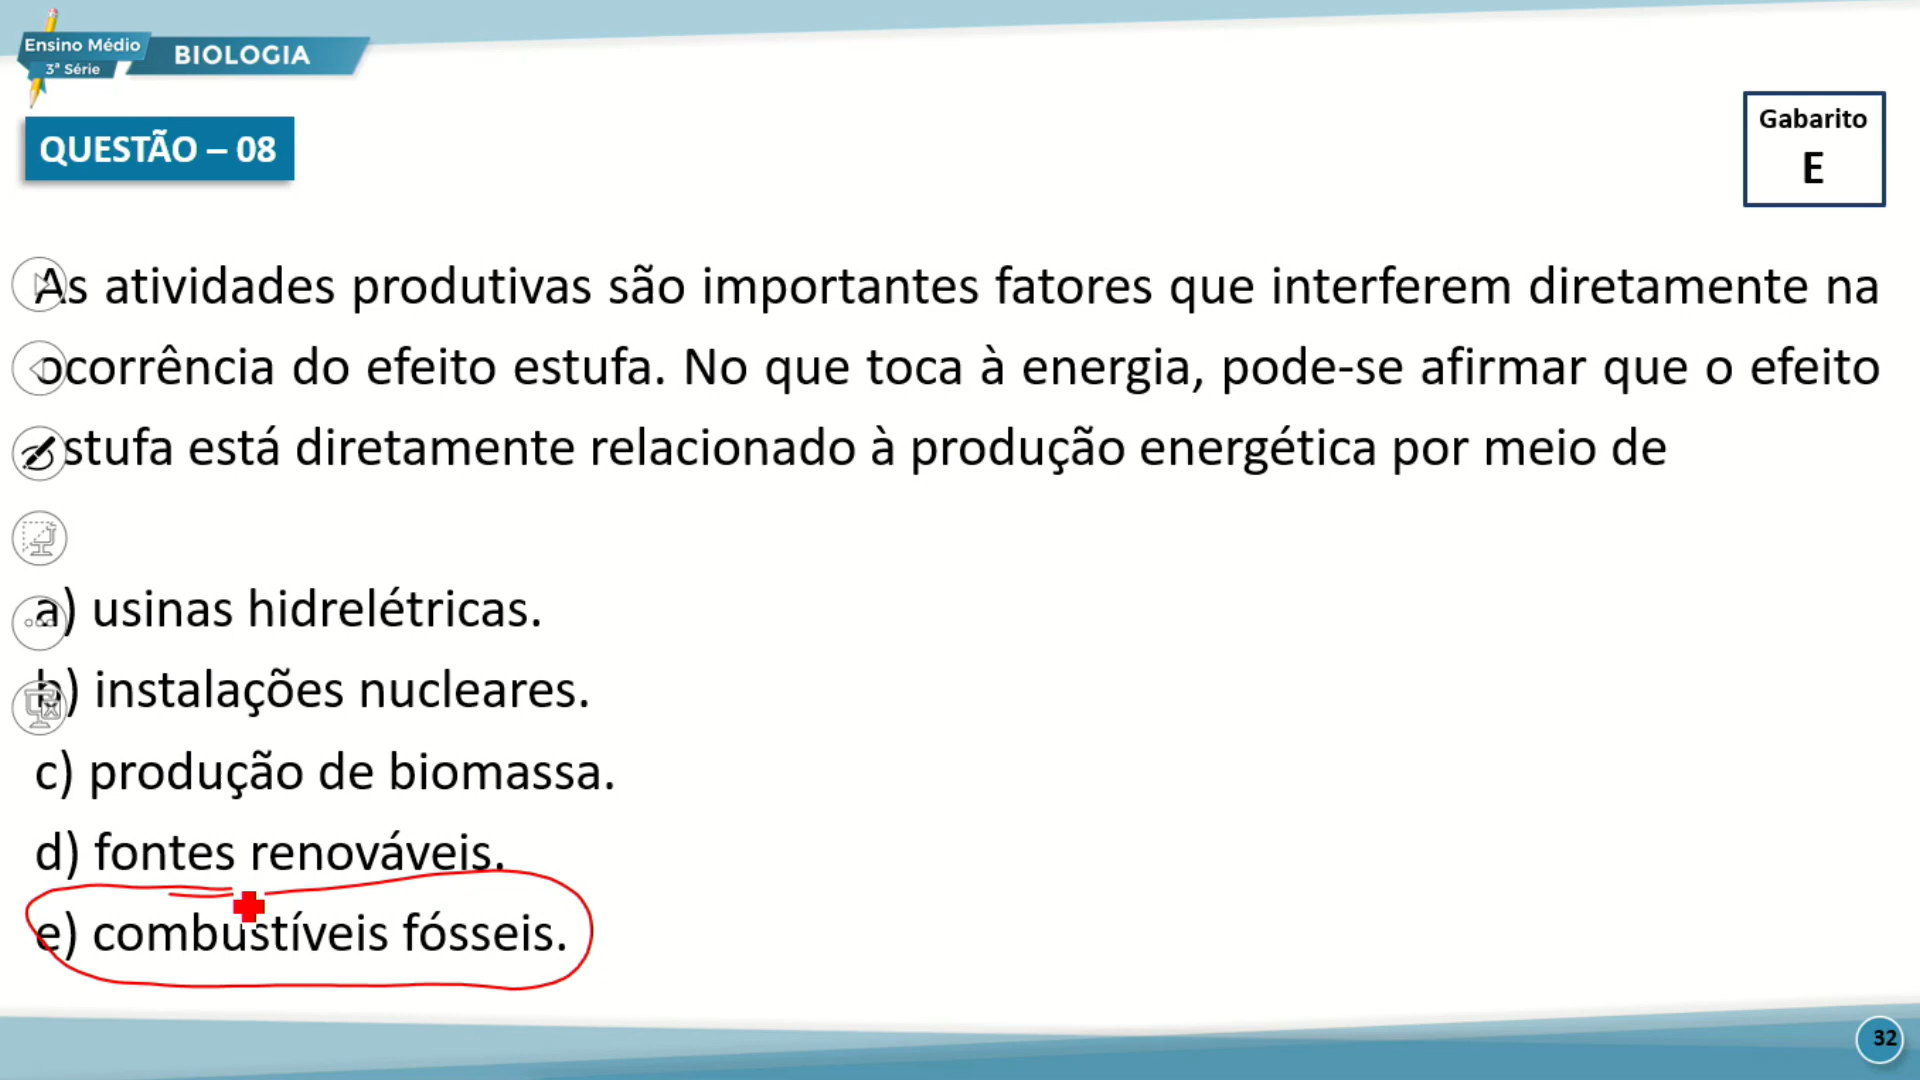 Ensino Médio
3ª Série
BIOLOGIA
QUESTÃO – 08
Gabarito
E
As atividades produtivas são importantes fatores que interferem diretamente na
ocorrência do efeito estufa. No que toca à energia, pode-se afirmar que o efeito
estufa está diretamente relacionado à produção energética por meio de
a) usinas hidrelétricas.
b) instalações nucleares.
c) produção de biomassa.
d) fontes renováveis.
e) combustíveis fósseis.
32